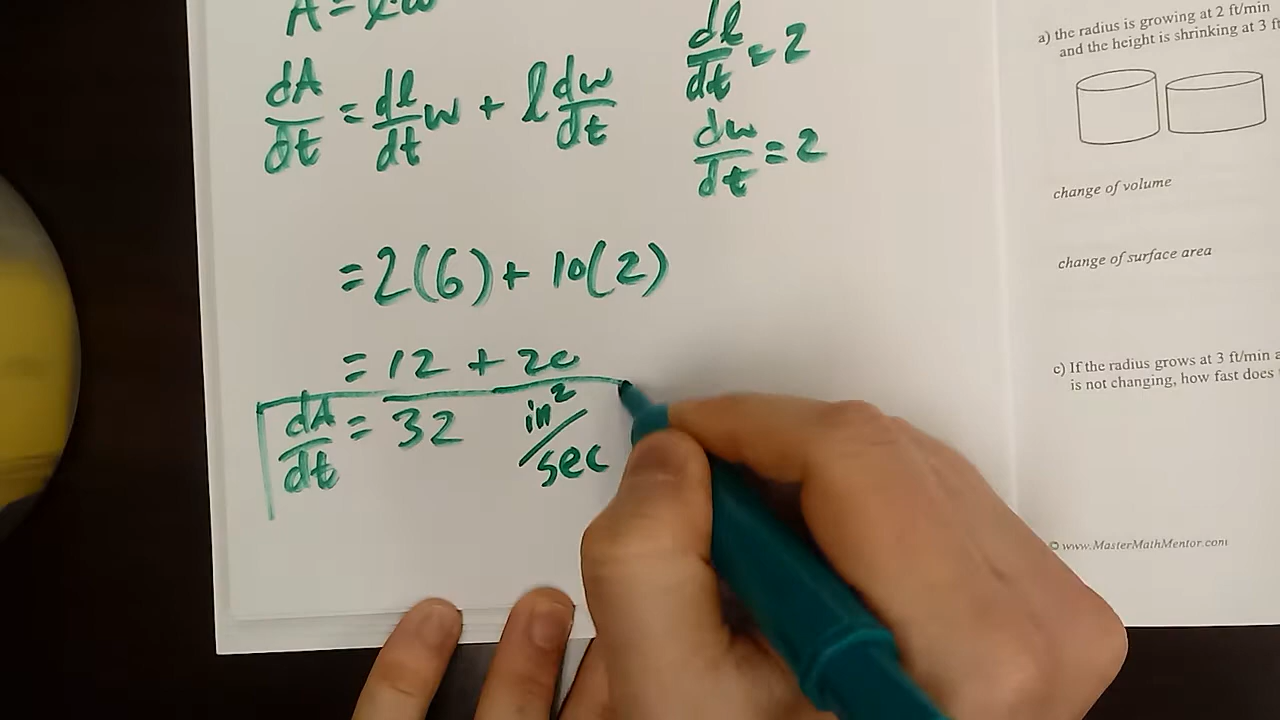 A = l·w
dA/dt = dl/dt w + l dw/dt
dl/dt = 2
dw/dt = 2
= 2(6) + 10(2)
= 12 + 20
dA/dt = 32 in²/sec
a) the radius is growing at 2 ft/min
and the height is shrinking at 3 ft
change of volume
change of surface area
c) If the radius grows at 3 ft/min
is not changing, how fast does
© www.MasterMathMentor.com